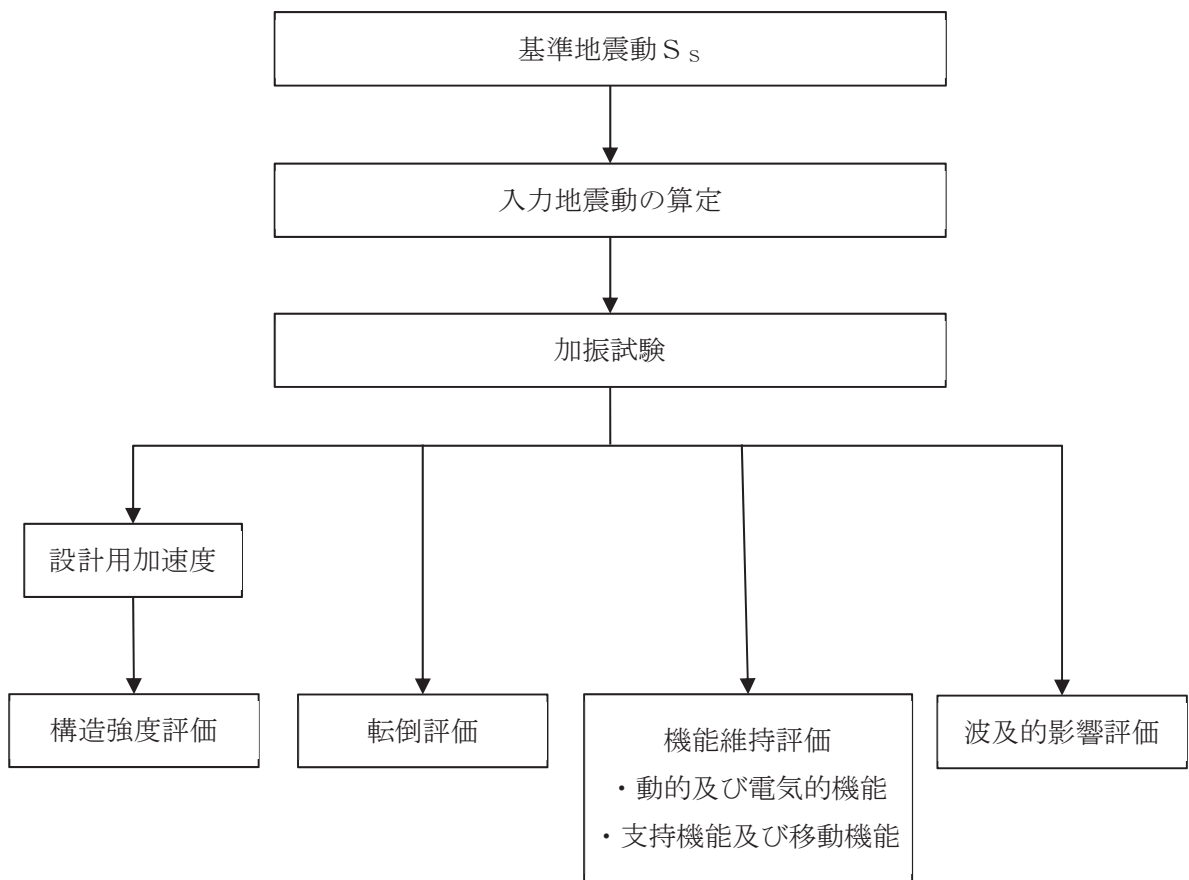 基準地震動Ｓｓ
入力地震動の算定
加振試験
設計用加速度
構造強度評価
転倒評価
機能維持評価
・動的及び電気的機能
・支持機能及び移動機能
波及的影響評価